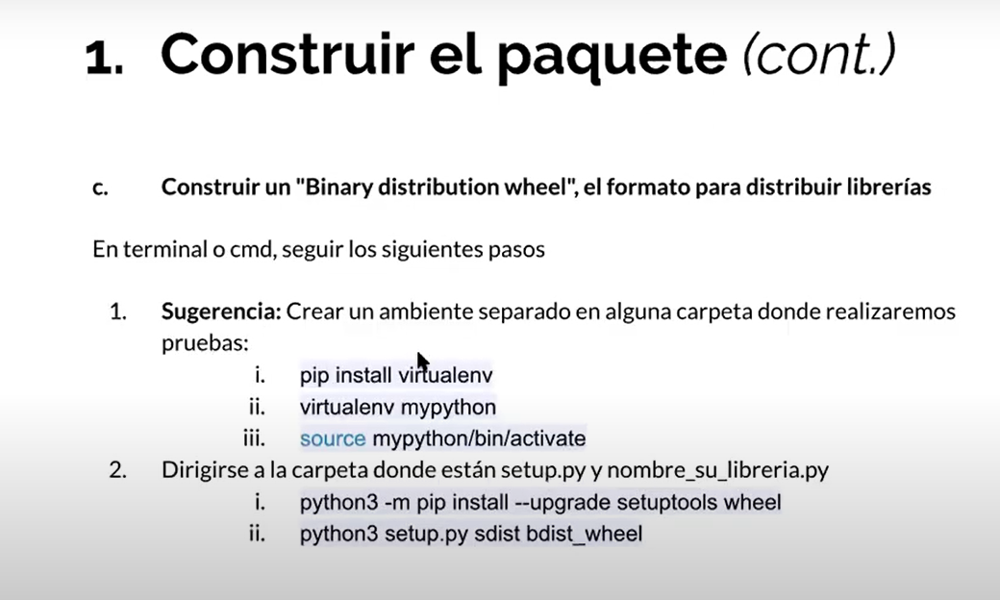 1. Construir el paquete (cont.)
c. Construir un "Binary distribution wheel", el formato para distribuir librerías
En terminal o cmd, seguir los siguientes pasos
1. Sugerencia: Crear un ambiente separado en alguna carpeta donde realizaremos
pruebas:
i. pip install virtualenv
ii. virtualenv mypython
iii. source mypython/bin/activate
2. Dirigirse a la carpeta donde están setup.py y nombre_su_libreria.py
i. python3 -m pip install --upgrade setuptools wheel
ii. python3 setup.py sdist bdist_wheel